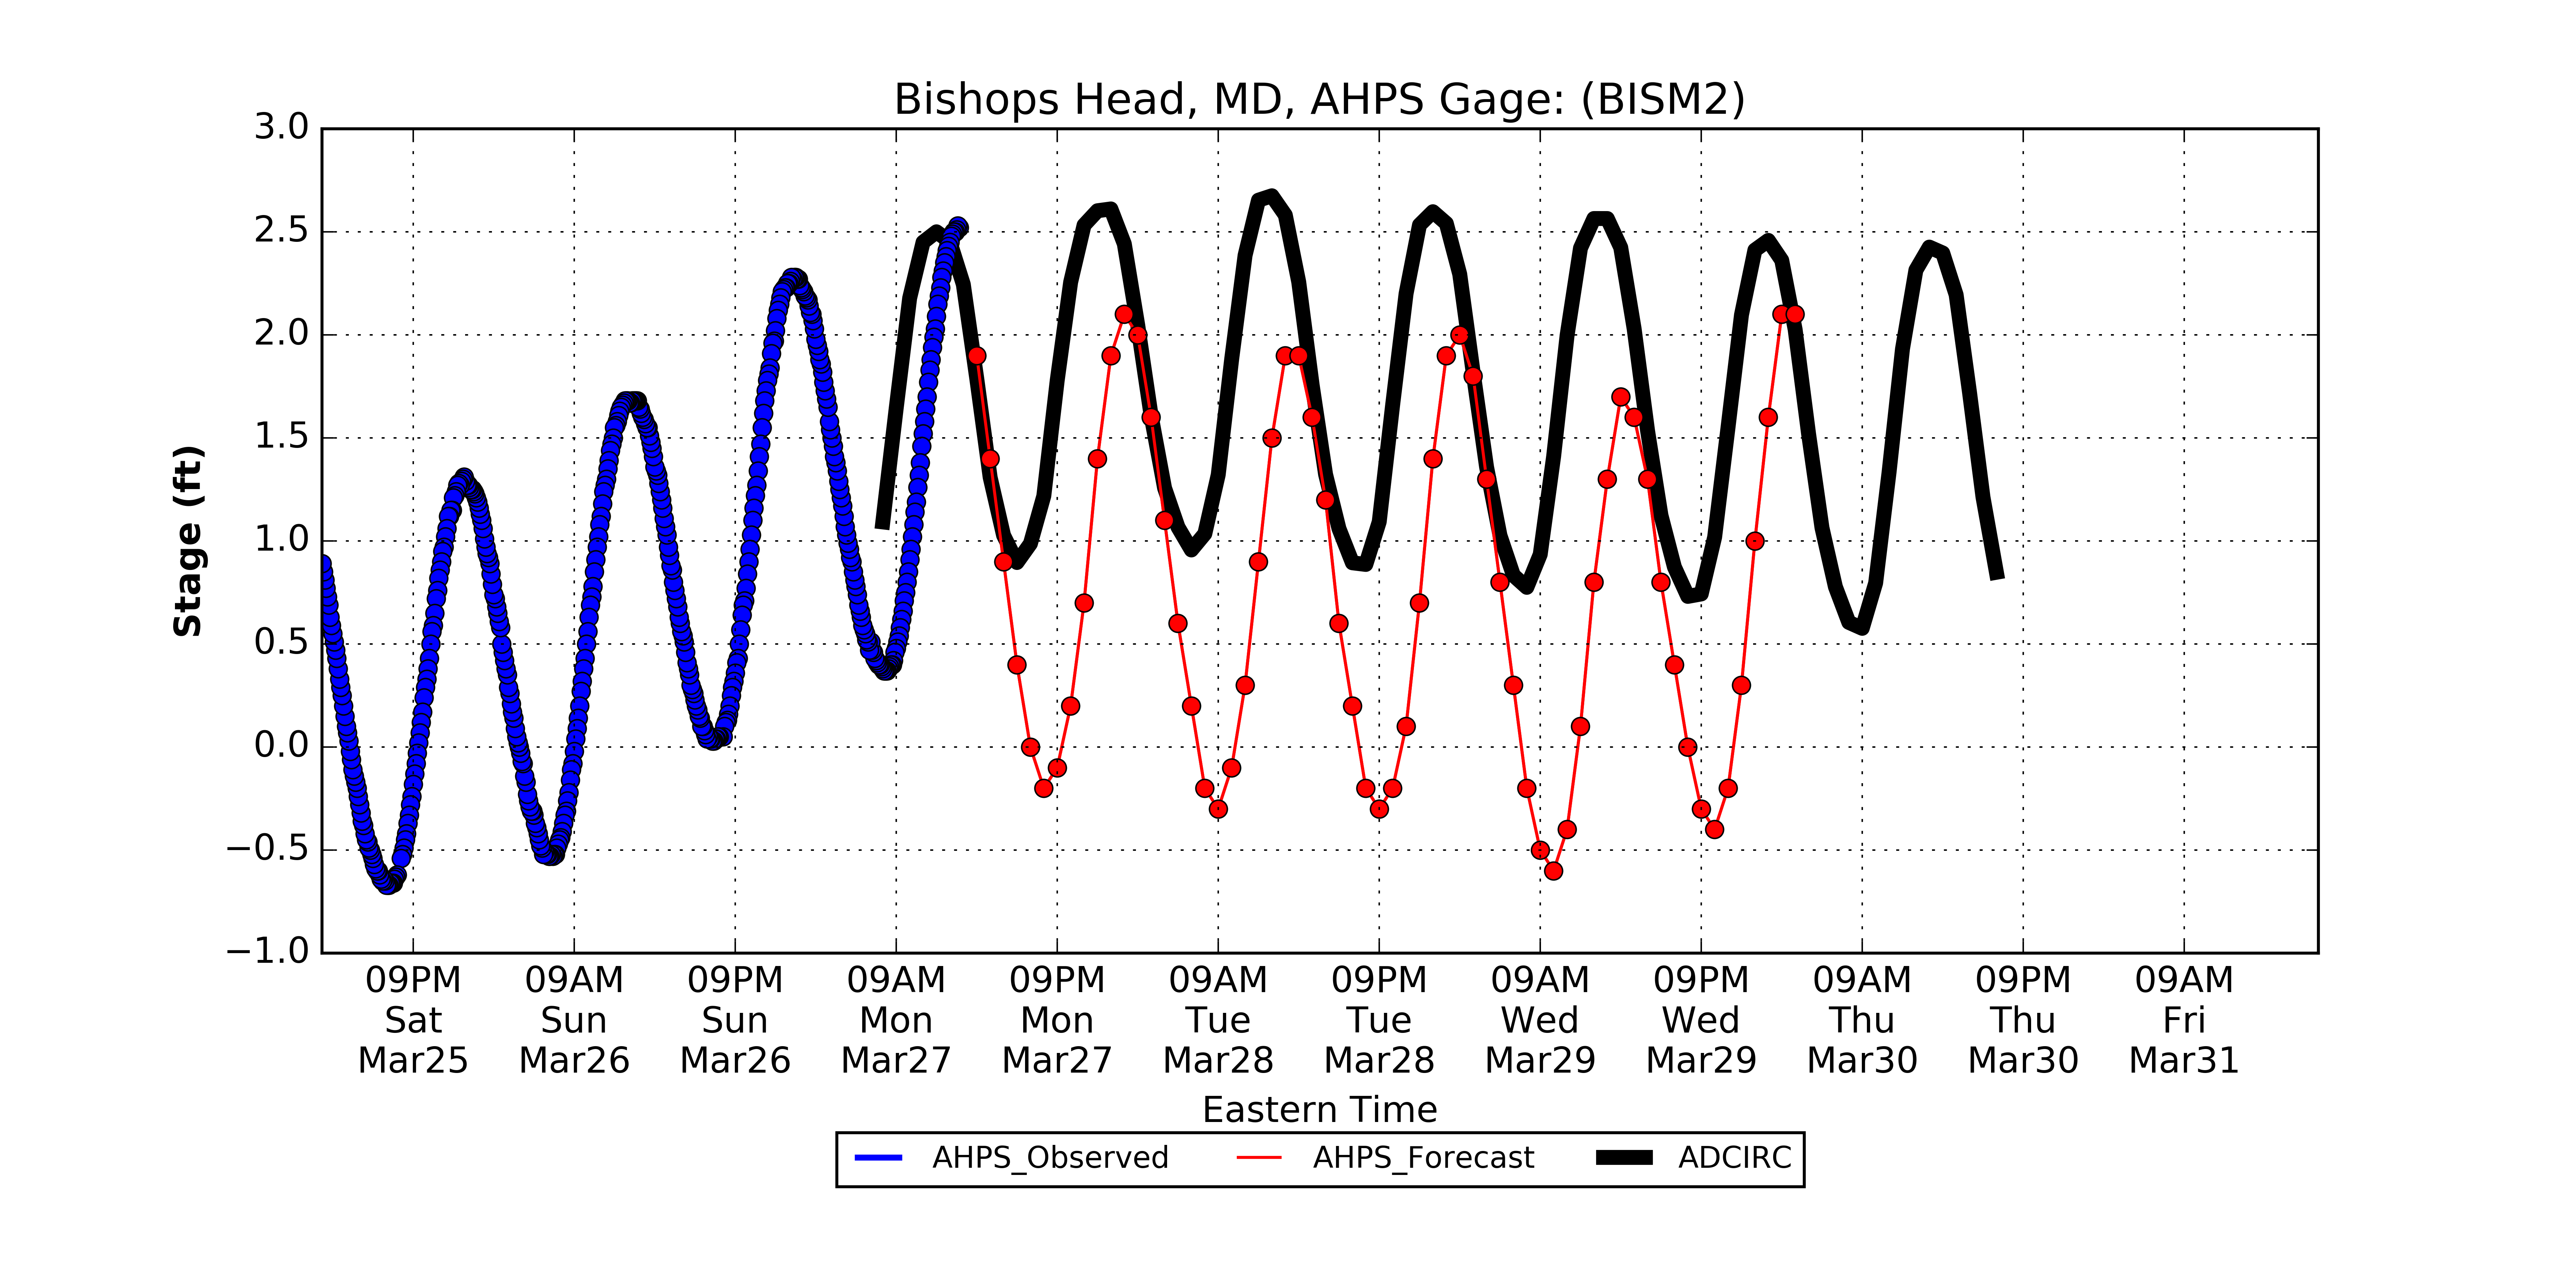 Bishops Head, MD, AHPS Gage: (BISM2)
3.0
2.5
2.0
1.5
1.0
0.5
0.0
−0.5
−1.0
Stage (ft)
09PM 09AM 09PM 09AM 09PM 09AM 09PM 09AM 09PM 09AM 09PM 09AM
Sat Sun Sun Mon Mon Tue Tue Wed Wed Thu Thu Fri
Mar25 Mar26 Mar26 Mar27 Mar27 Mar28 Mar28 Mar29 Mar29 Mar30 Mar30 Mar31
Eastern Time
AHPS_Observed AHPS_Forecast ADCIRC